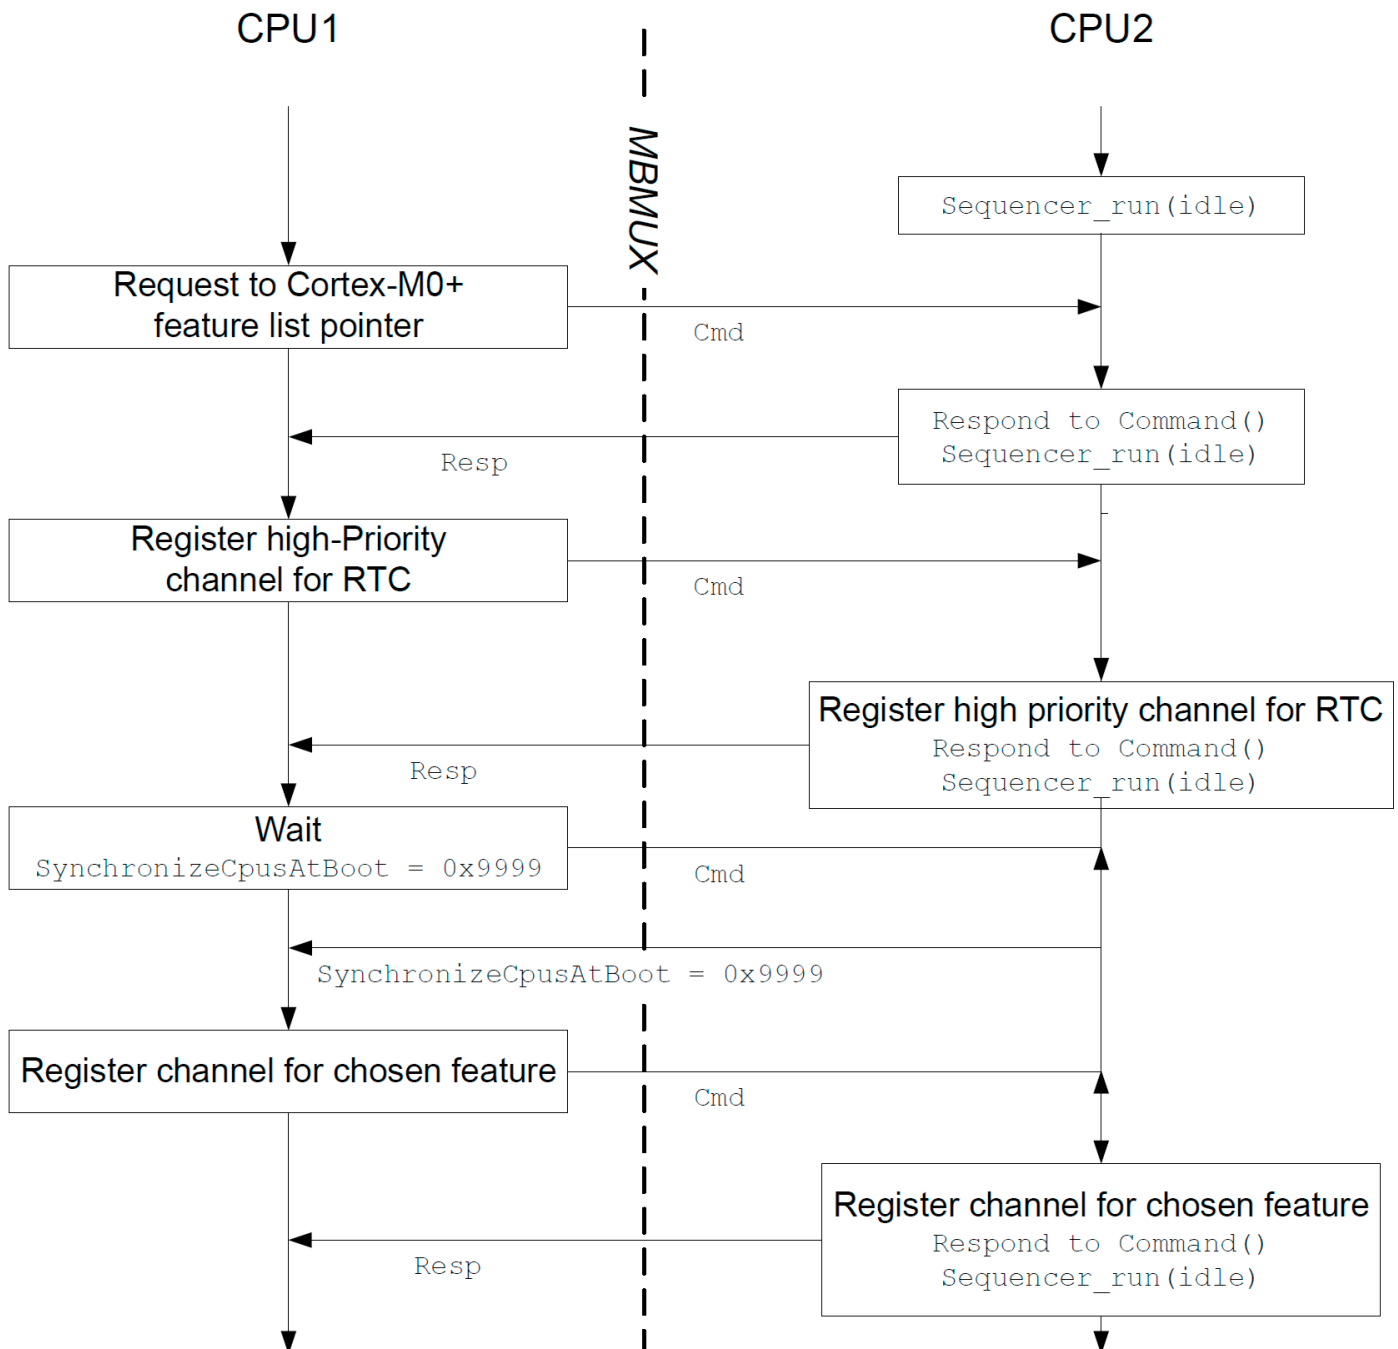 CPU1
CPU2
MBMUX
Sequencer_run(idle)
Request to Cortex-M0+
feature list pointer
Cmd
Respond to Command()
Sequencer_run(idle)
Resp
Register high-Priority
channel for RTC
Cmd
Register high priority channel for RTC
Respond to Command()
Sequencer_run(idle)
Resp
Wait
SynchronizeCpusAtBoot = 0x9999
Cmd
SynchronizeCpusAtBoot = 0x9999
Register channel for chosen feature
Cmd
Register channel for chosen feature
Respond to Command()
Sequencer_run(idle)
Resp